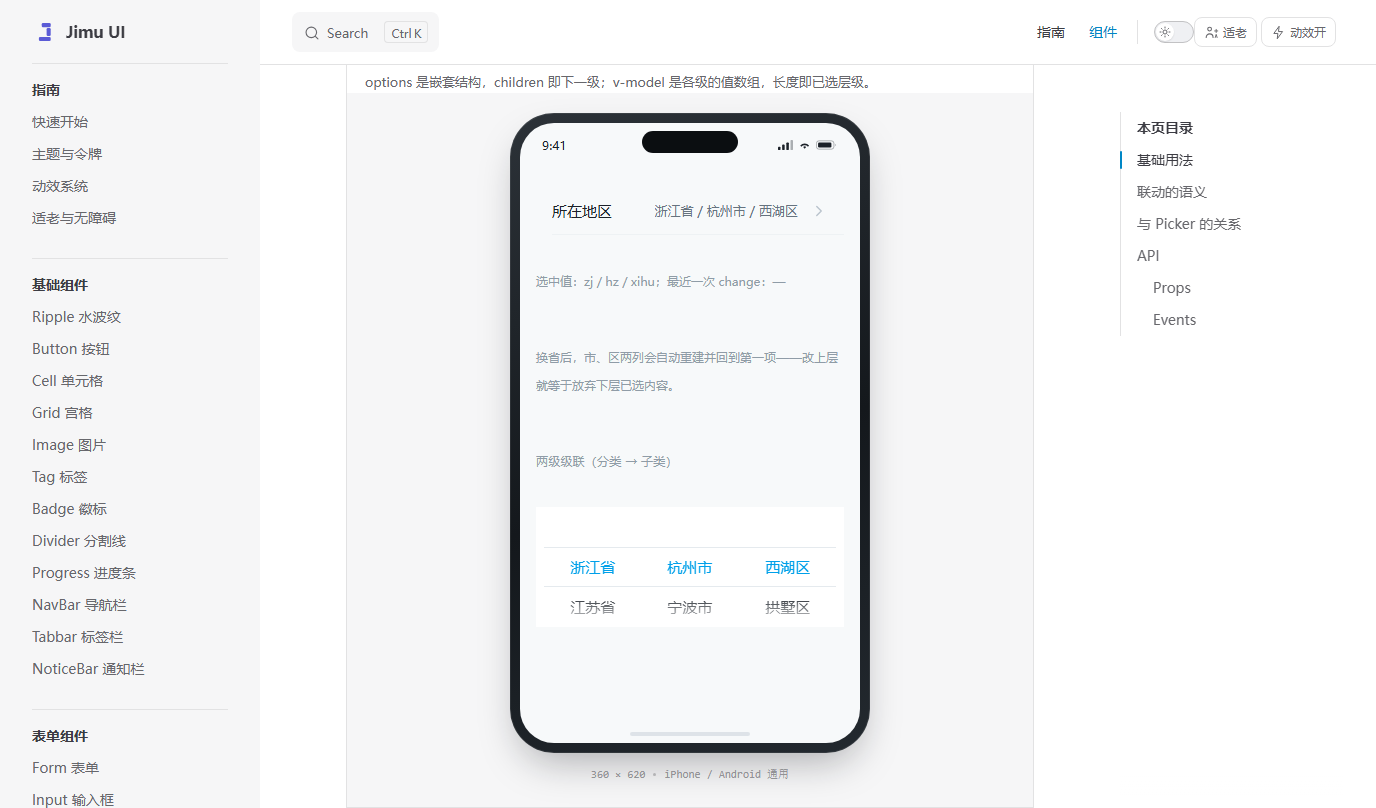 Jimu UI
Search
Ctrl K
指南
组件
适老
动效开
指南
快速开始
主题与令牌
动效系统
适老与无障碍
基础组件
Ripple 水波纹
Button 按钮
Cell 单元格
Grid 宫格
Image 图片
Tag 标签
Badge 徽标
Divider 分割线
Progress 进度条
NavBar 导航栏
Tabbar 标签栏
NoticeBar 通知栏
表单组件
Form 表单
Input 输入框
options 是嵌套结构，children 即下一级；v-model 是各级的值数组，长度即已选层级。
9:41
所在地区
浙江省 / 杭州市 / 西湖区
选中值：zj / hz / xihu；最近一次 change：—
换省后，市、区两列会自动重建并回到第一项——改上层
就等于放弃下层已选内容。
两级级联（分类 → 子类）
浙江省 杭州市 西湖区
江苏省 宁波市 拱墅区
360 × 620 · iPhone / Android 通用
本页目录
基础用法
联动的语义
与 Picker 的关系
API
Props
Events